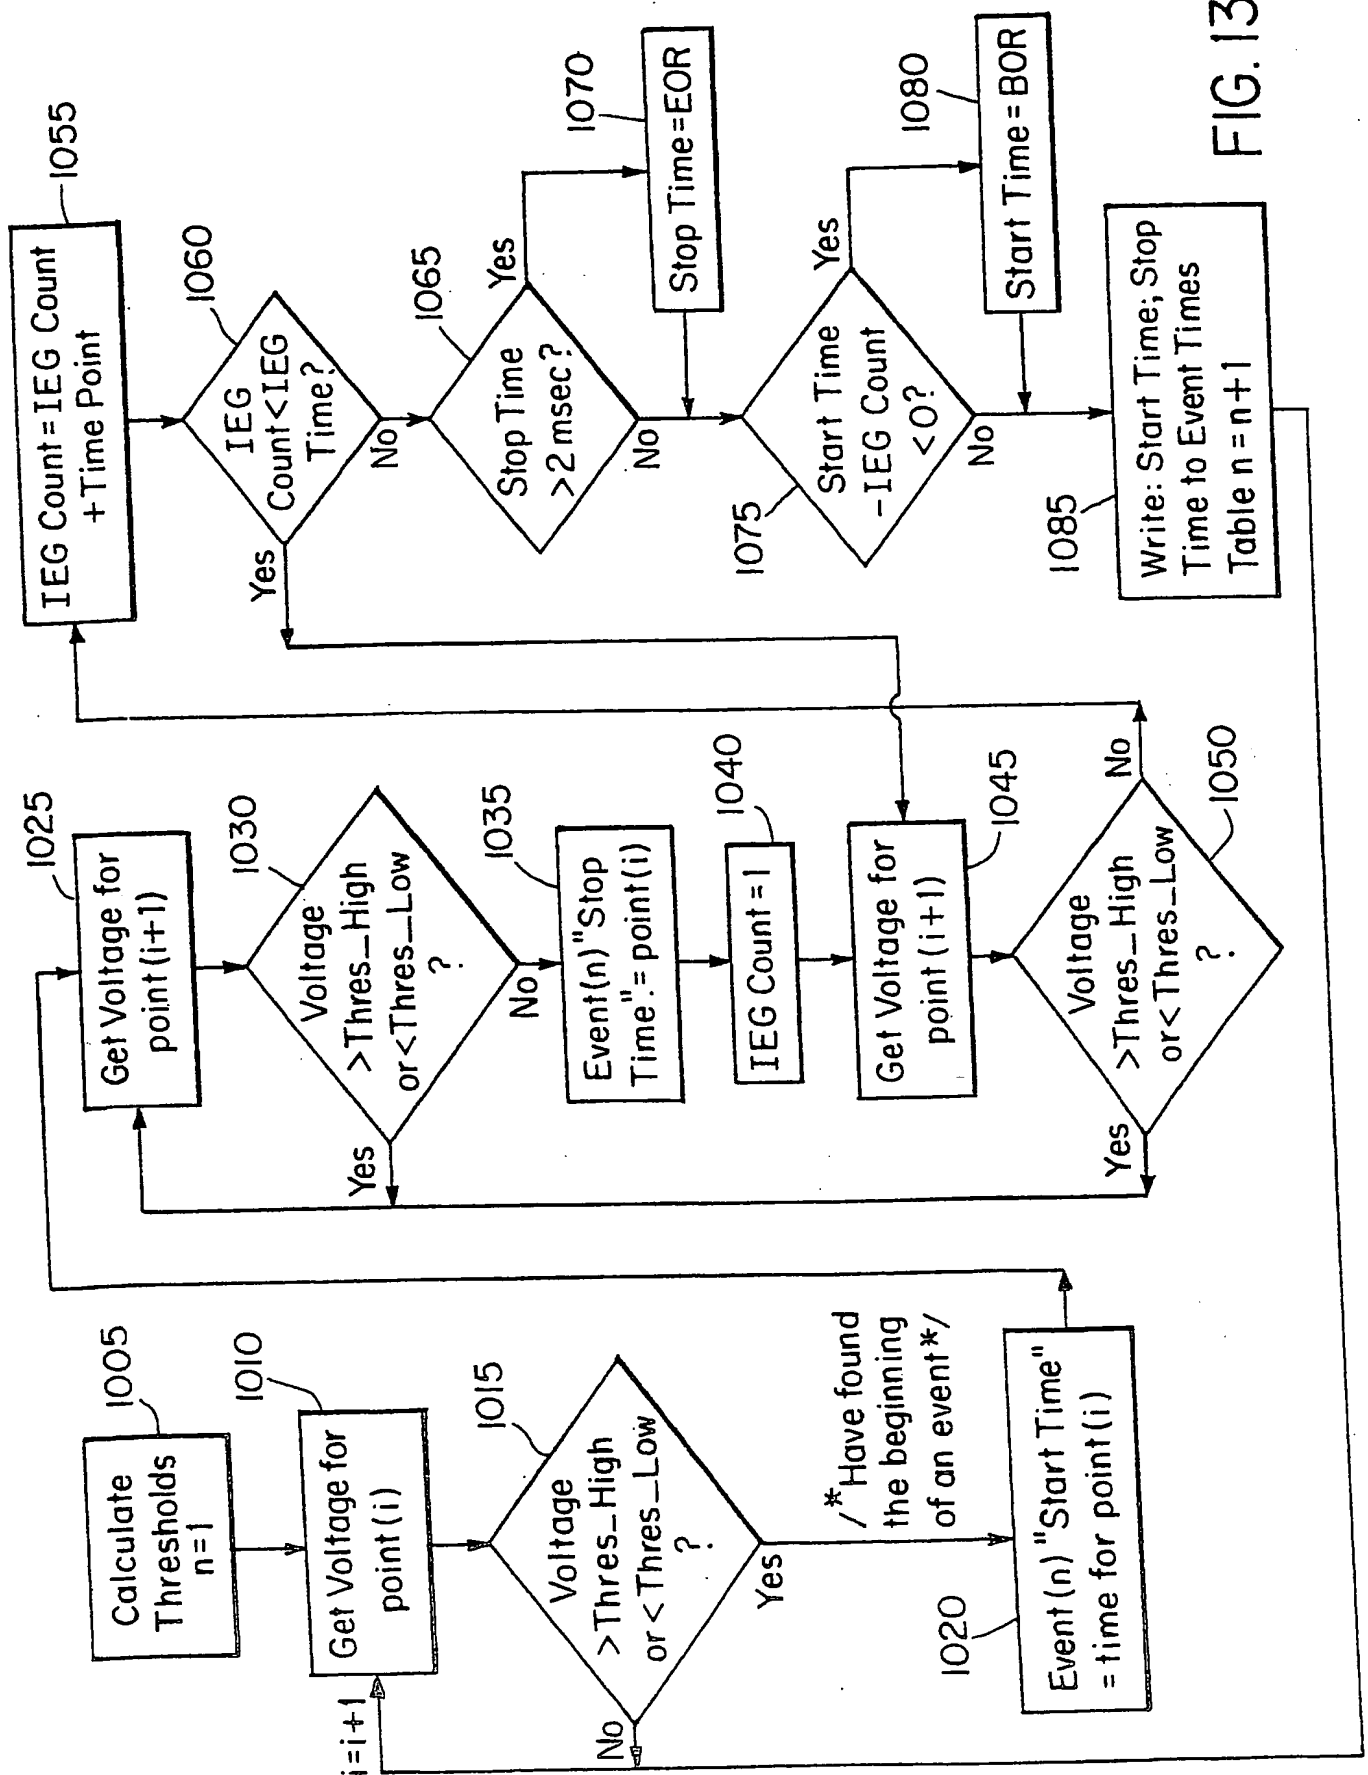 Calculate
Thresholds
n=1
1005
i=i+1
Get Voltage for
point(i)
1010
Voltage
>Thres_High
or<Thres_Low
?
1015
No
Yes
/*Have found
the beginning
of an event*/
Event(n)"Start Time"
=time for point(i)
1020
Get Voltage for
point(i+1)
1025
Voltage
>Thres_High
or<Thres_Low
?
1030
Yes
No
Event(n)"Stop
Time".=point(i)
1035
IEG Count=1
1040
Get Voltage for
point(i+1)
1045
Voltage
>Thres_High
or<Thres_Low
?
1050
Yes
No
IEG Count=IEG Count
+Time Point
1055
IEG
Count<IEG
Time?
1060
Yes
No
Stop Time
>2 msec?
1065
Yes
No
Stop Time=EOR
1070
Start Time
-IEG Count
<0?
1075
Yes
No
Start Time=BOR
1080
Write: Start Time; Stop
Time to Event Times
Table n=n+1
1085
FIG.13